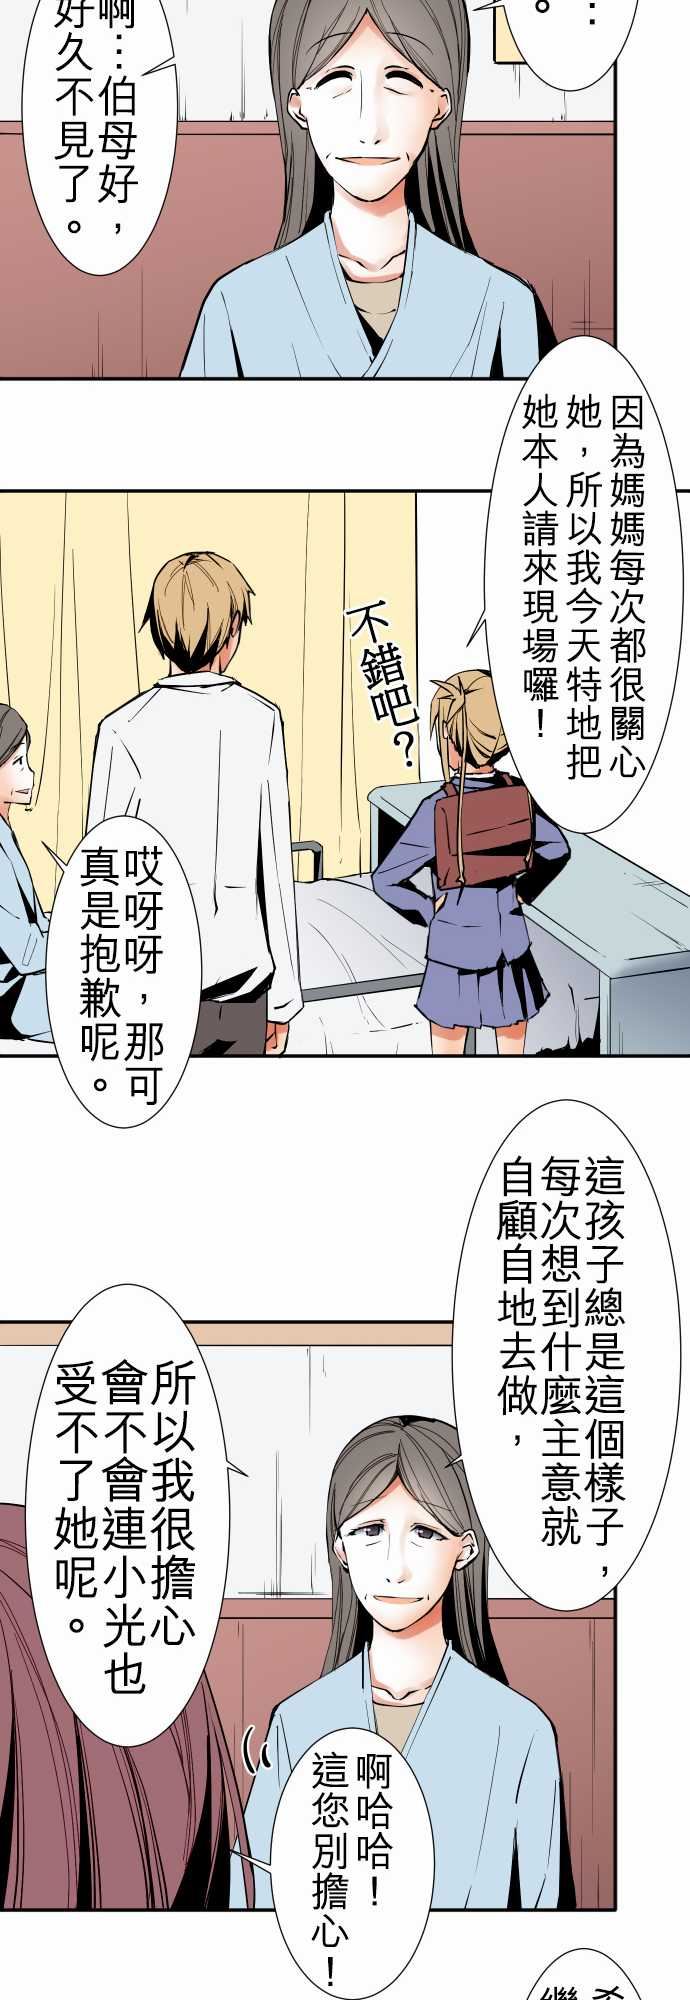 …
。
啊…伯母好，
好久不見了。
因為媽媽每次都很關心
她，所以我今天特地把
她本人請來現場囉！
不錯吧？
哎呀呀，那可
真是抱歉呢。
這孩子總是這個樣子，
每次想到什麼主意就
自顧自地去做，
所以我很擔心
會不會連小光也
受不了她呢。
啊哈哈！
這您別擔心！